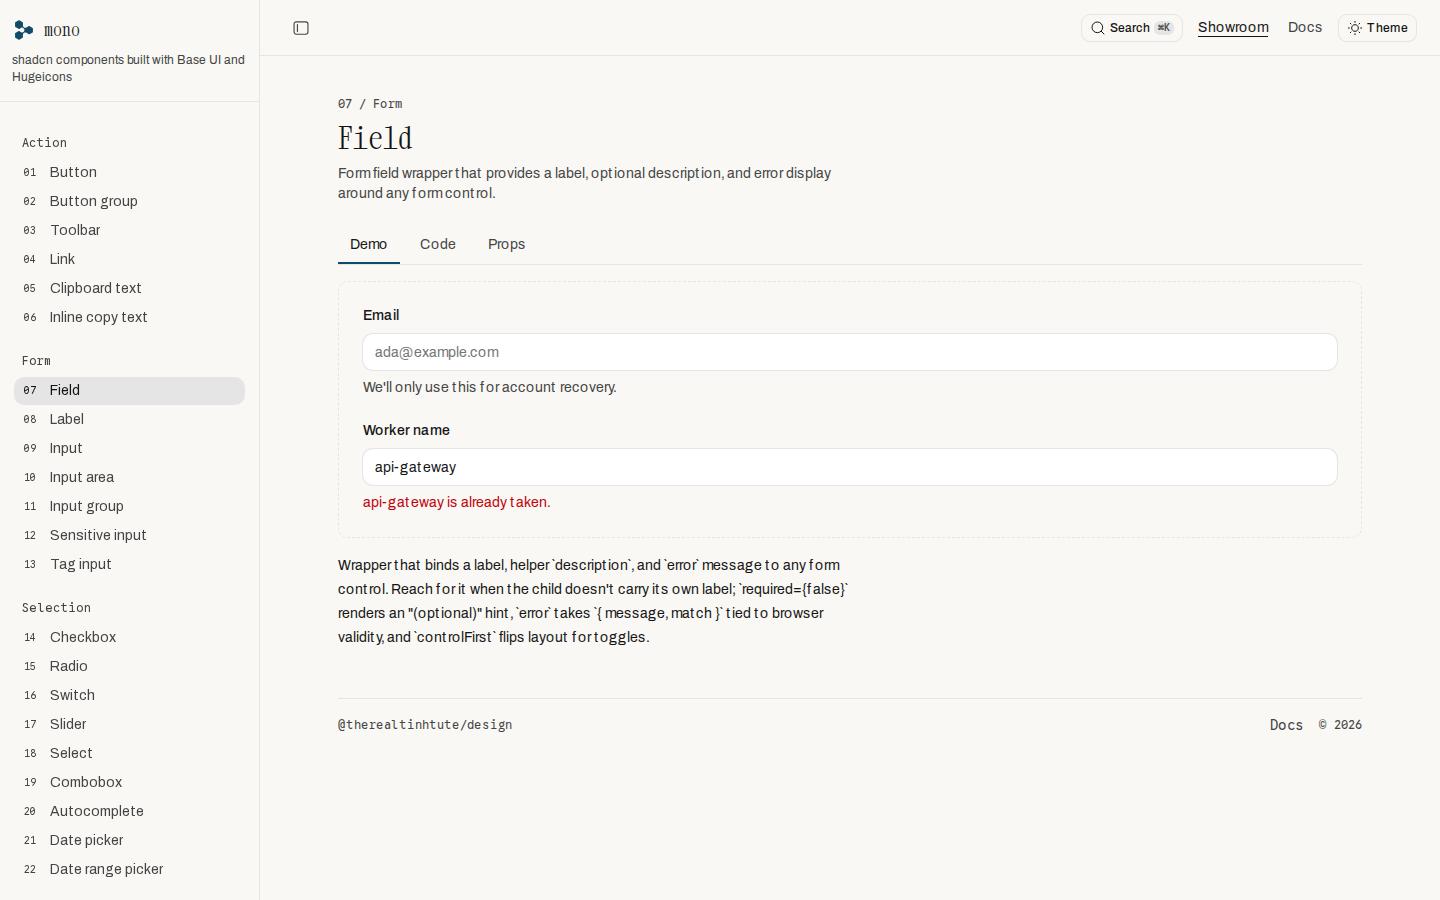 mono
shadcn components built with Base UI and
Hugeicons
Search ⌘K
Showroom
Docs
Theme
Action
01 Button
02 Button group
03 Toolbar
04 Link
05 Clipboard text
06 Inline copy text
Form
07 Field
08 Label
09 Input
10 Input area
11 Input group
12 Sensitive input
13 Tag input
Selection
14 Checkbox
15 Radio
16 Switch
17 Slider
18 Select
19 Combobox
20 Autocomplete
21 Date picker
22 Date range picker
07 / Form
Field
Form field wrapper that provides a label, optional description, and error display
around any form control.
Demo
Code
Props
Email
ada@example.com
We'll only use this for account recovery.
Worker name
api-gateway
api-gateway is already taken.
Wrapper that binds a label, helper `description`, and `error` message to any form
control. Reach for it when the child doesn't carry its own label; `required={false}`
renders an "(optional)" hint, `error` takes `{ message, match }` tied to browser
validity, and `controlFirst` flips layout for toggles.
@therealtinhtute/design
Docs
© 2026